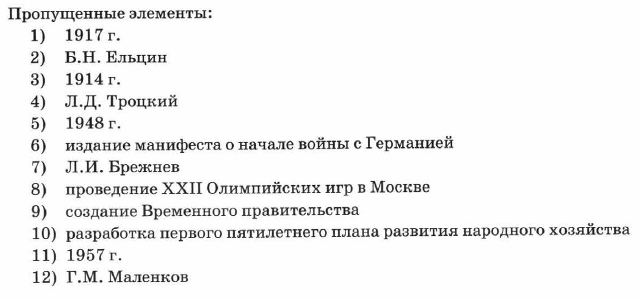 Пропущенные элементы:
1) 1917 г.
2) Б.Н. Ельцин
3) 1914 г.
4) Л.Д. Троцкий
5) 1948 г.
6) издание манифеста о начале войны с Германией
7) Л.И. Брежнев
8) проведение XXII Олимпийских игр в Москве
9) создание Временного правительства
10) разработка первого пятилетнего плана развития народного хозяйства
11) 1957 г.
12) Г.М. Маленков